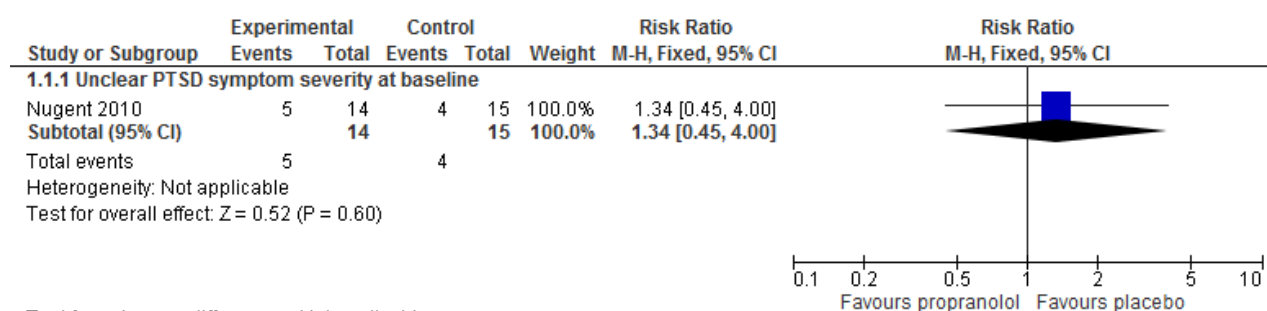 Experimental Control Risk Ratio Risk Ratio
Study or Subgroup Events Total Events Total Weight M-H, Fixed, 95% CI M-H, Fixed, 95% CI
1.1.1 Unclear PTSD symptom severity at baseline
Nugent 2010 5 14 4 15 100.0% 1.34 [0.45, 4.00]
Subtotal (95% CI) 14 15 100.0% 1.34 [0.45, 4.00]
Total events 5 4
Heterogeneity: Not applicable
Test for overall effect: Z = 0.52 (P = 0.60)
0.1 0.2 0.5 1 2 5 10
Favours propranolol Favours placebo